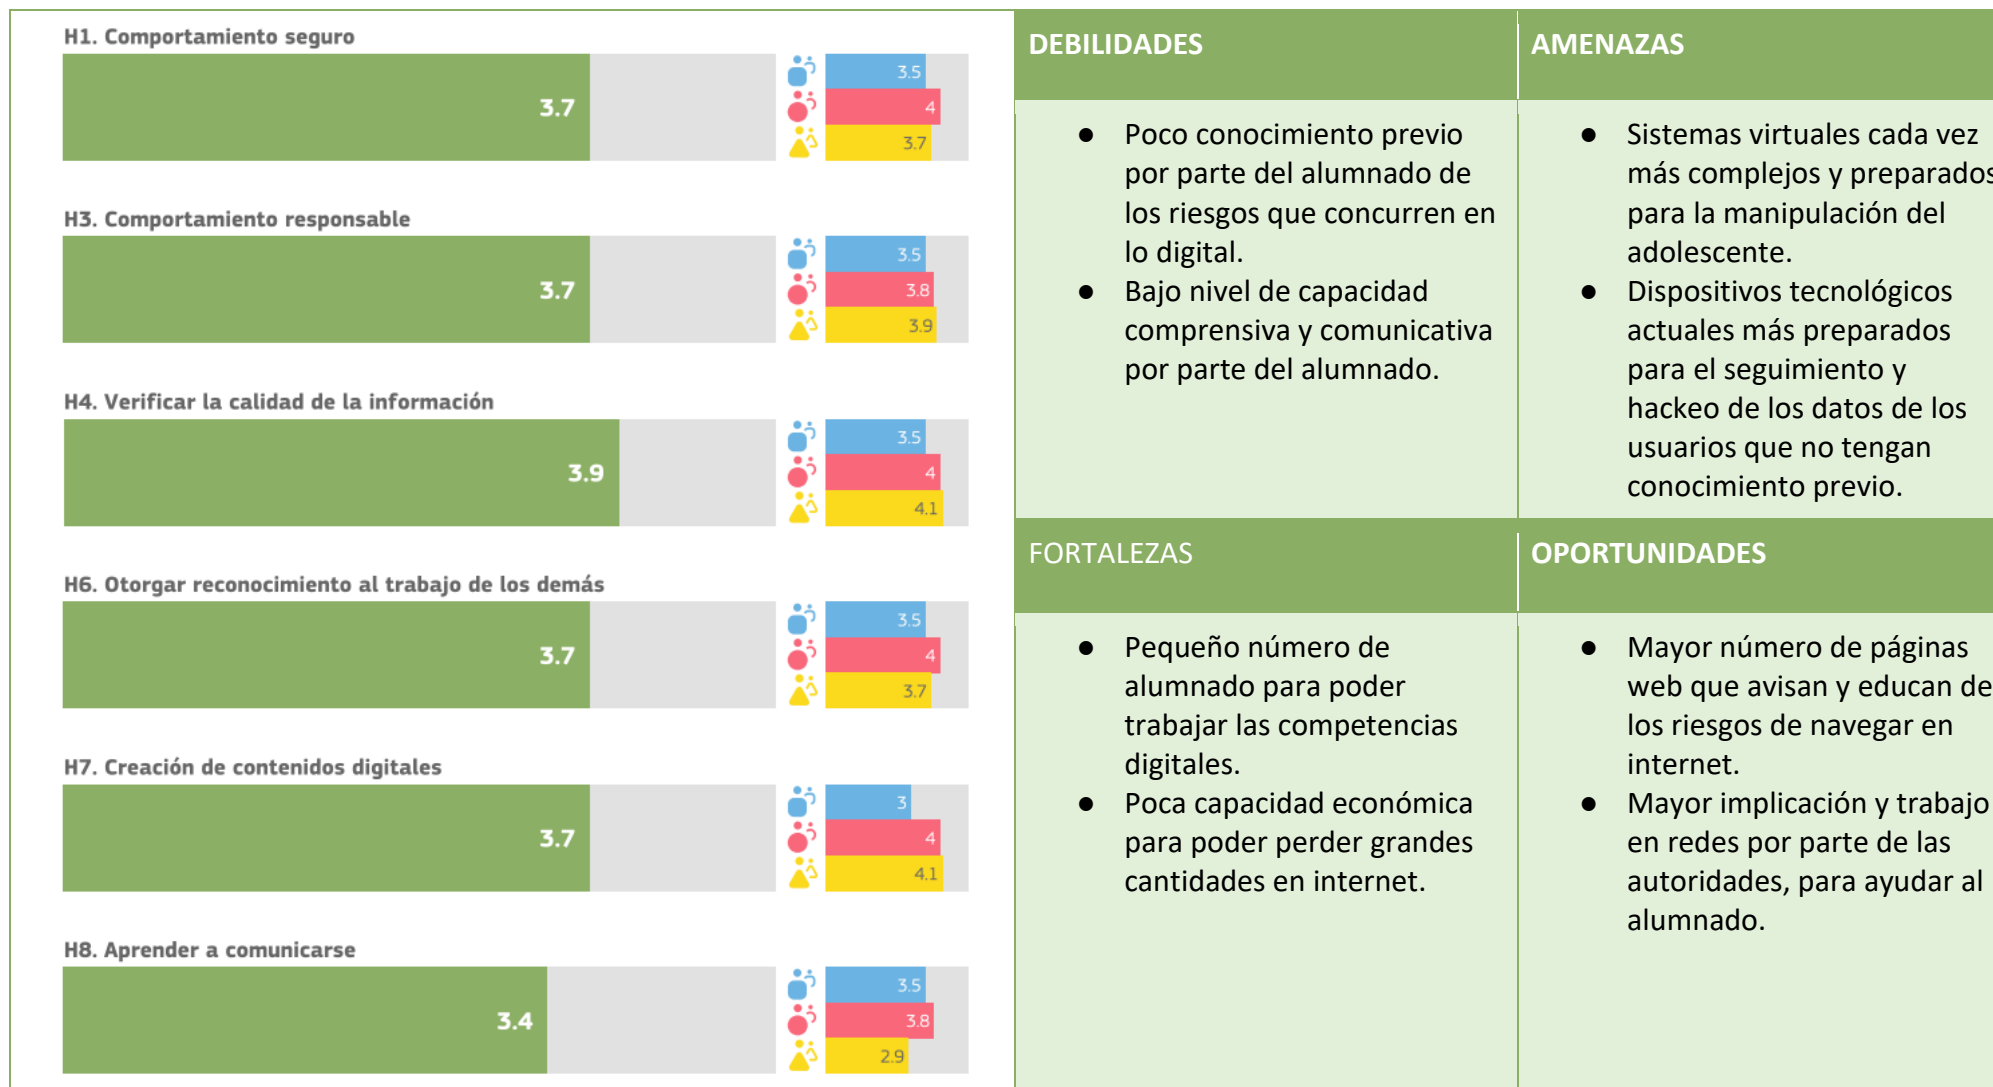 H1. Comportamiento seguro
3.7
3.5
4
3.7
H3. Comportamiento responsable
3.7
3.5
3.8
3.9
H4. Verificar la calidad de la información
3.9
3.5
4
4.1
H6. Otorgar reconocimiento al trabajo de los demás
3.7
3.5
4
3.7
H7. Creación de contenidos digitales
3.7
3
4
4.1
H8. Aprender a comunicarse
3.4
3.5
3.8
2.9
DEBILIDADES
● Poco conocimiento previo
por parte del alumnado de
los riesgos que concurren en
lo digital.
● Bajo nivel de capacidad
comprensiva y comunicativa
por parte del alumnado.
AMENAZAS
● Sistemas virtuales cada vez
más complejos y preparados
para la manipulación del
adolescente.
● Dispositivos tecnológicos
actuales más preparados
para el seguimiento y
hackeo de los datos de los
usuarios que no tengan
conocimiento previo.
FORTALEZAS
● Pequeño número de
alumnado para poder
trabajar las competencias
digitales.
● Poca capacidad económica
para poder perder grandes
cantidades en internet.
OPORTUNIDADES
● Mayor número de páginas
web que avisan y educan de
los riesgos de navegar en
internet.
● Mayor implicación y trabajo
en redes por parte de las
autoridades, para ayudar al
alumnado.